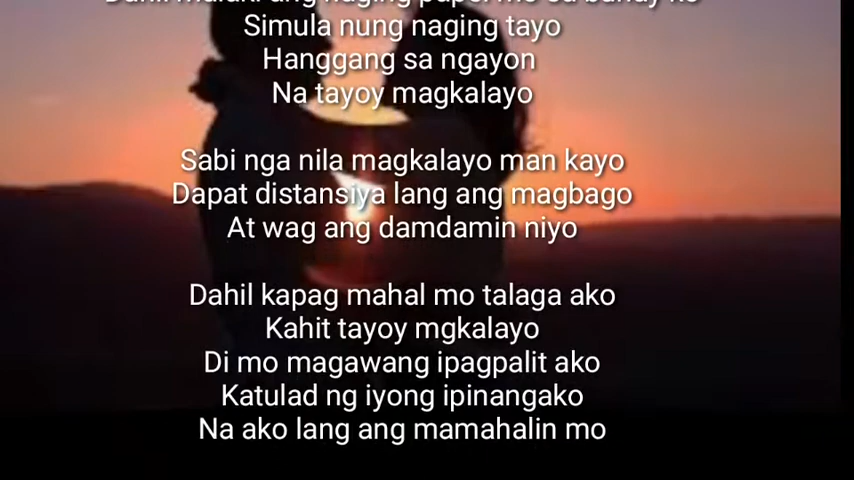 Simula nung naging tayo
Hanggang sa ngayon
Na tayoy magkalayo
Sabi nga nila magkalayo man kayo
Dapat distansiya lang ang magbago
At wag ang damdamin niyo
Dahil kapag mahal mo talaga ako
Kahit tayoy mgkalayo
Di mo magawang ipagpalit ako
Katulad ng iyong ipinangako
Na ako lang ang mamahalin mo